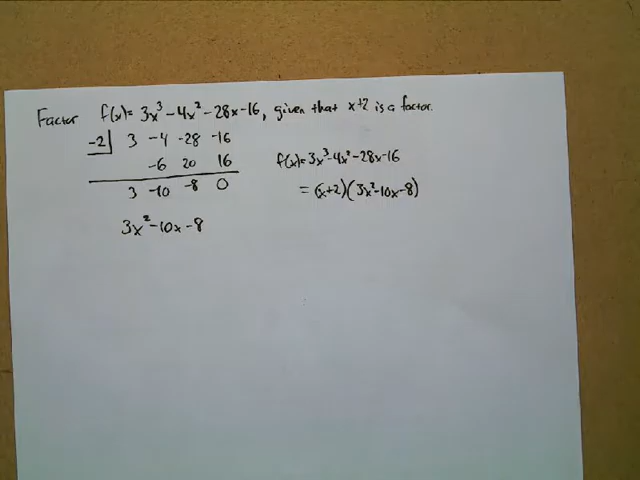 Factor f(x)= 3x³ - 4x² - 28x - 16, given that x+2 is a factor.
-2 | 3 -4 -28 -16
-6 20 16
3 -10 -8 0
3x² - 10x - 8
f(x)= 3x³ - 4x² - 28x - 16
= (x+2)(3x² - 10x - 8)